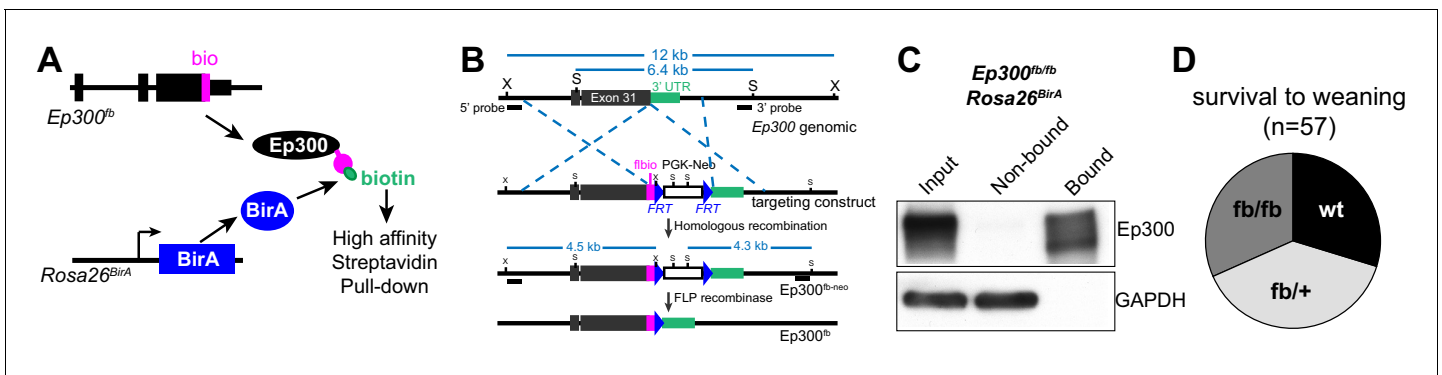 A
bio
Ep300fb
Ep300
biotin
BirA
BirA
Rosa26BirA
High affinity
Streptavidin
Pull-down
B
12 kb
6.4 kb
X
S
S
X
3' UTR
Exon 31
5' probe
3' probe
Ep300 genomic
flbio
PGK-Neo
X
S
X
S
S
S
targeting construct
FRT
FRT
Homologous recombination
4.5 kb
4.3 kb
X
S
X
S
S
S
Ep300fb-neo
FLP recombinase
Ep300fb
C
Ep300fb/fb
Rosa26BirA
Input
Non-bound
Bound
Ep300
GAPDH
D
survival to weaning
(n=57)
fb/fb
wt
fb/+